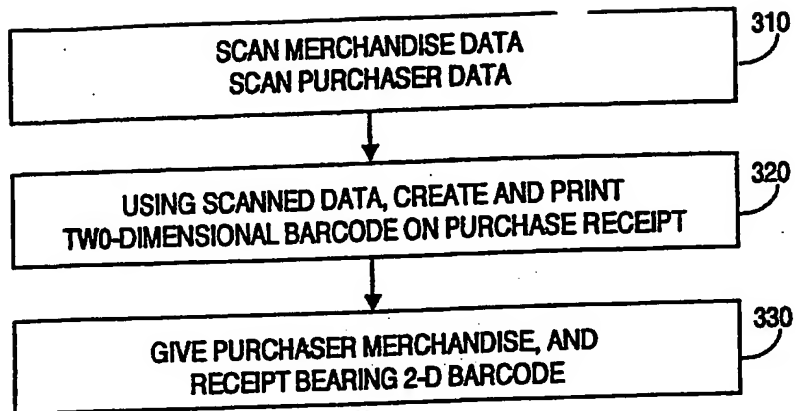 SCAN MERCHANDISE DATA
SCAN PURCHASER DATA
310
USING SCANNED DATA, CREATE AND PRINT
TWO-DIMENSIONAL BARCODE ON PURCHASE RECEIPT
320
GIVE PURCHASER MERCHANDISE, AND
RECEIPT BEARING 2-D BARCODE
330